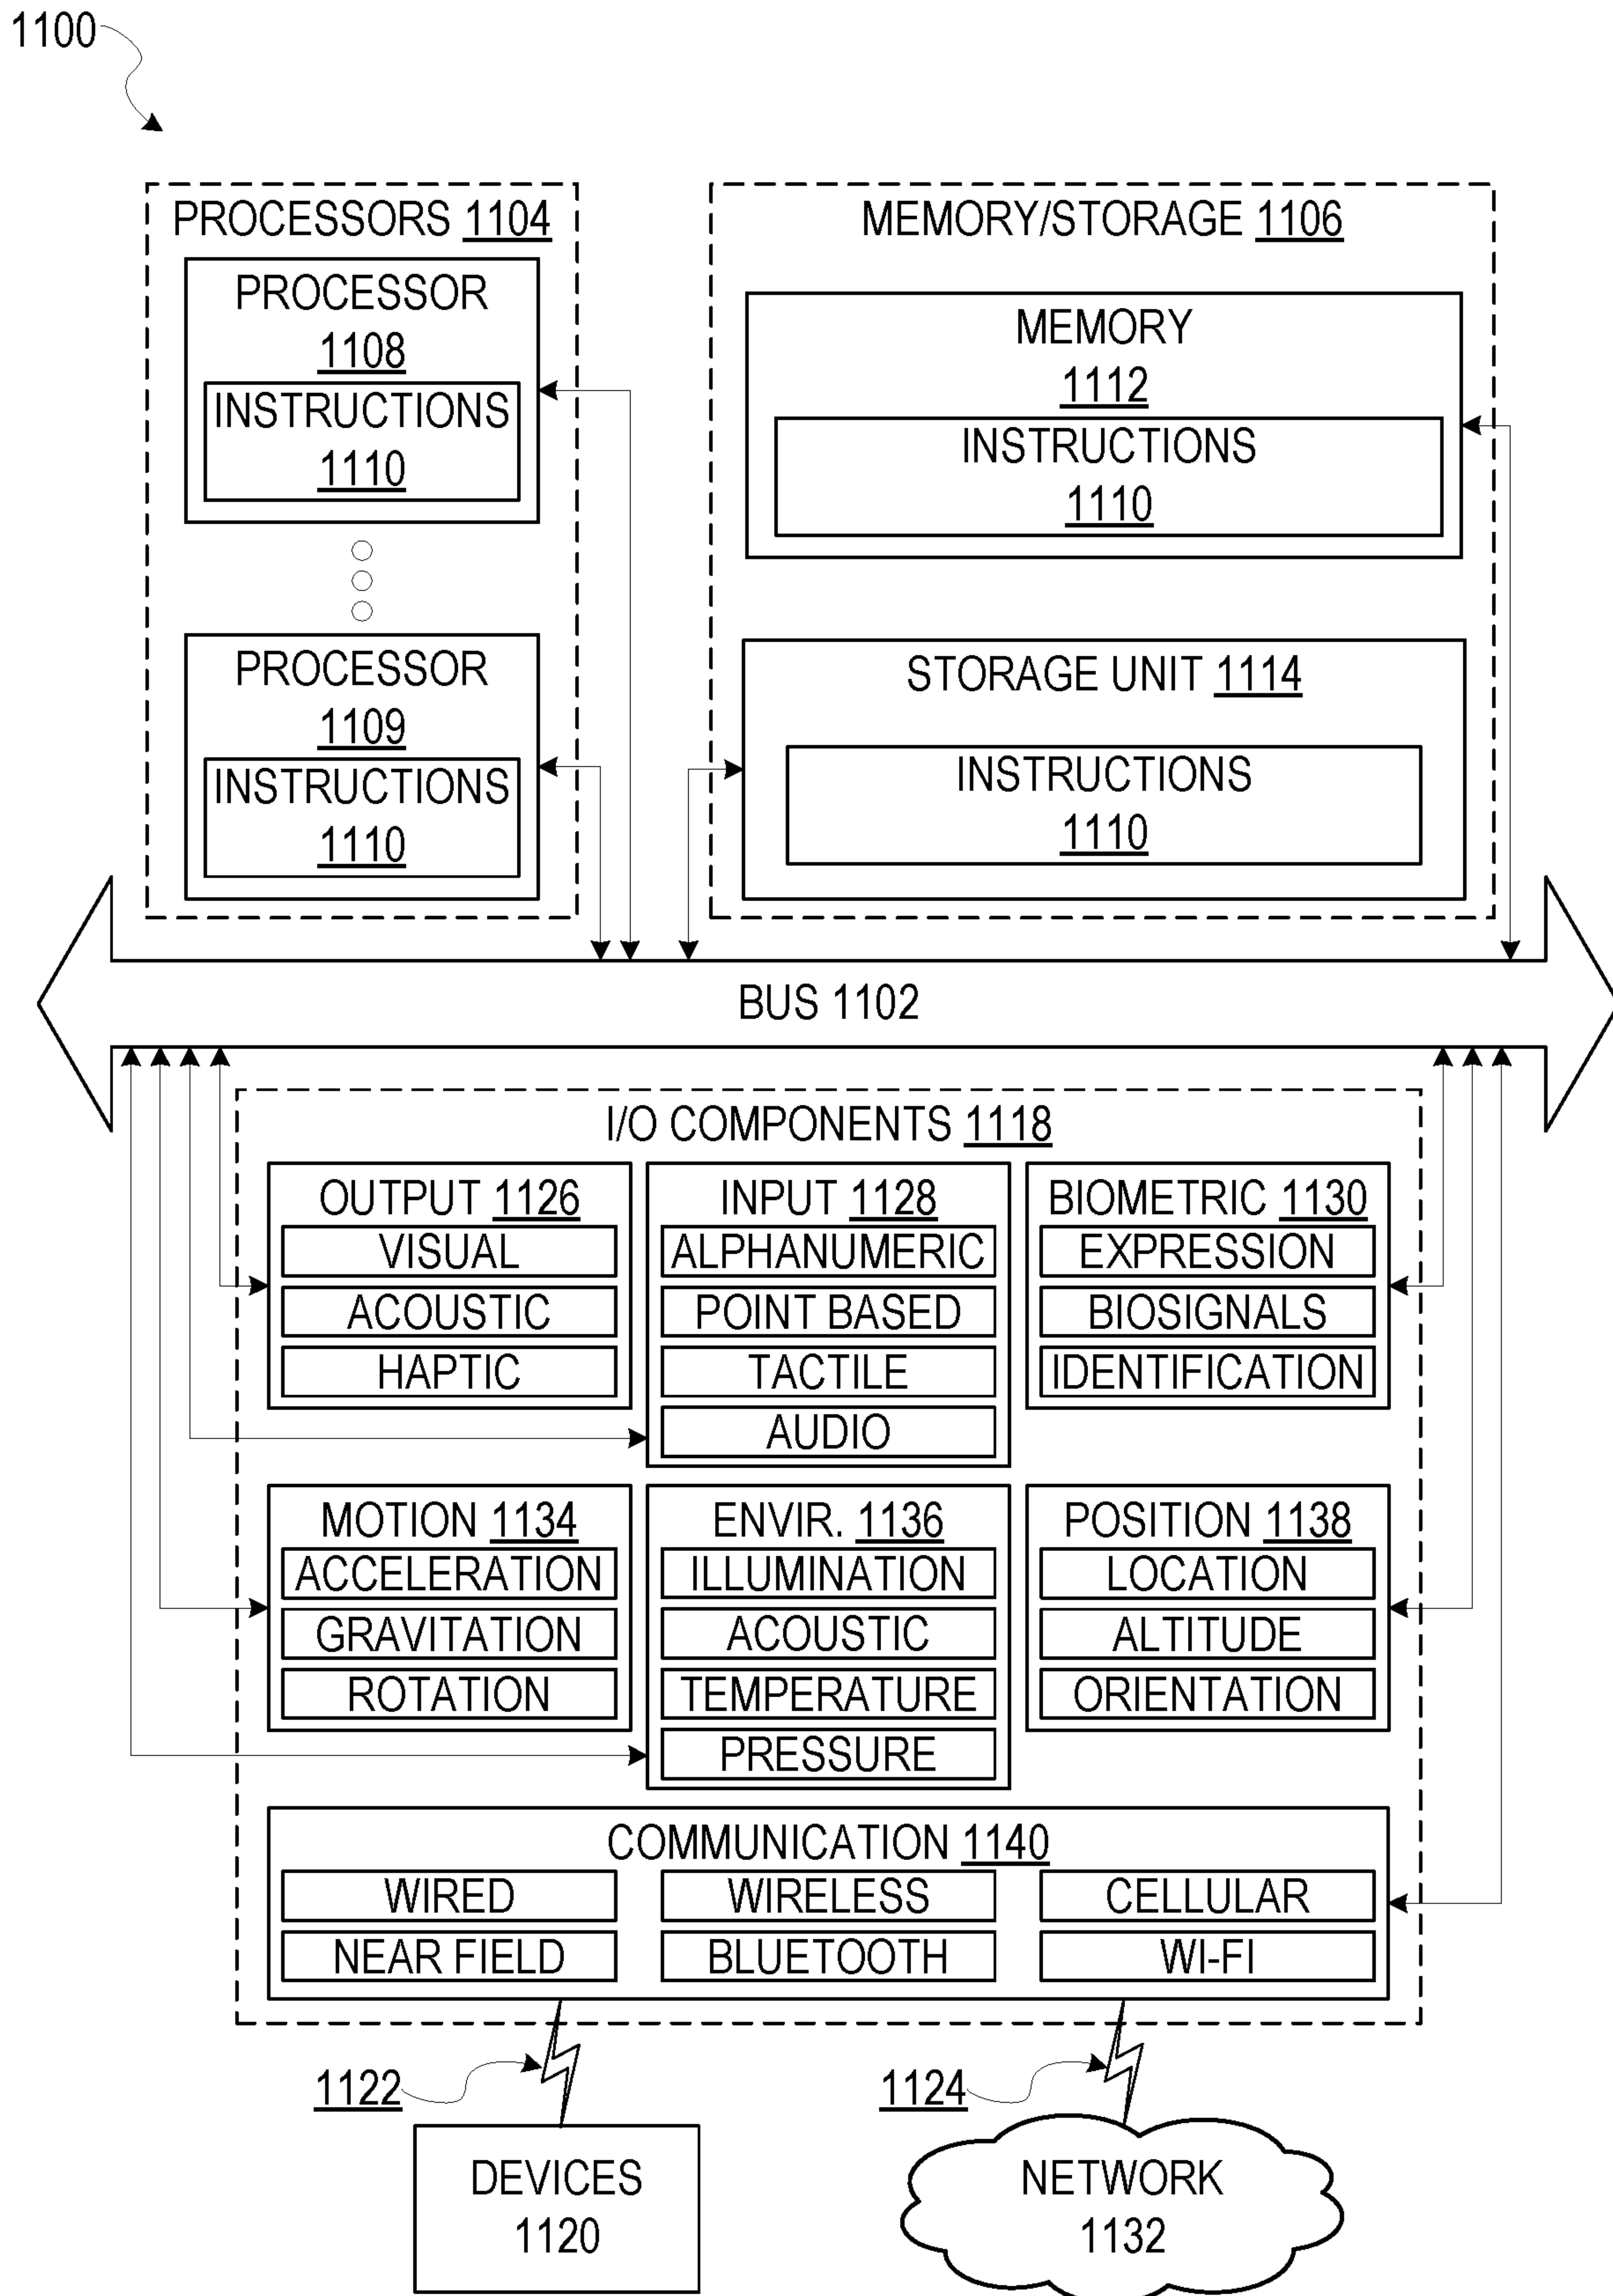 1100
PROCESSORS 1104
PROCESSOR
1108
INSTRUCTIONS
1110
PROCESSOR
1109
INSTRUCTIONS
1110
MEMORY/STORAGE 1106
MEMORY
1112
INSTRUCTIONS
1110
STORAGE UNIT 1114
INSTRUCTIONS
1110
BUS 1102
I/O COMPONENTS 1118
OUTPUT 1126
VISUAL
ACOUSTIC
HAPTIC
INPUT 1128
ALPHANUMERIC
POINT BASED
TACTILE
AUDIO
BIOMETRIC 1130
EXPRESSION
BIOSIGNALS
IDENTIFICATION
MOTION 1134
ACCELERATION
GRAVITATION
ROTATION
ENVIR. 1136
ILLUMINATION
ACOUSTIC
TEMPERATURE
PRESSURE
POSITION 1138
LOCATION
ALTITUDE
ORIENTATION
COMMUNICATION 1140
WIRED
WIRELESS
CELLULAR
NEAR FIELD
BLUETOOTH
WI-FI
1122
1124
DEVICES
1120
NETWORK
1132